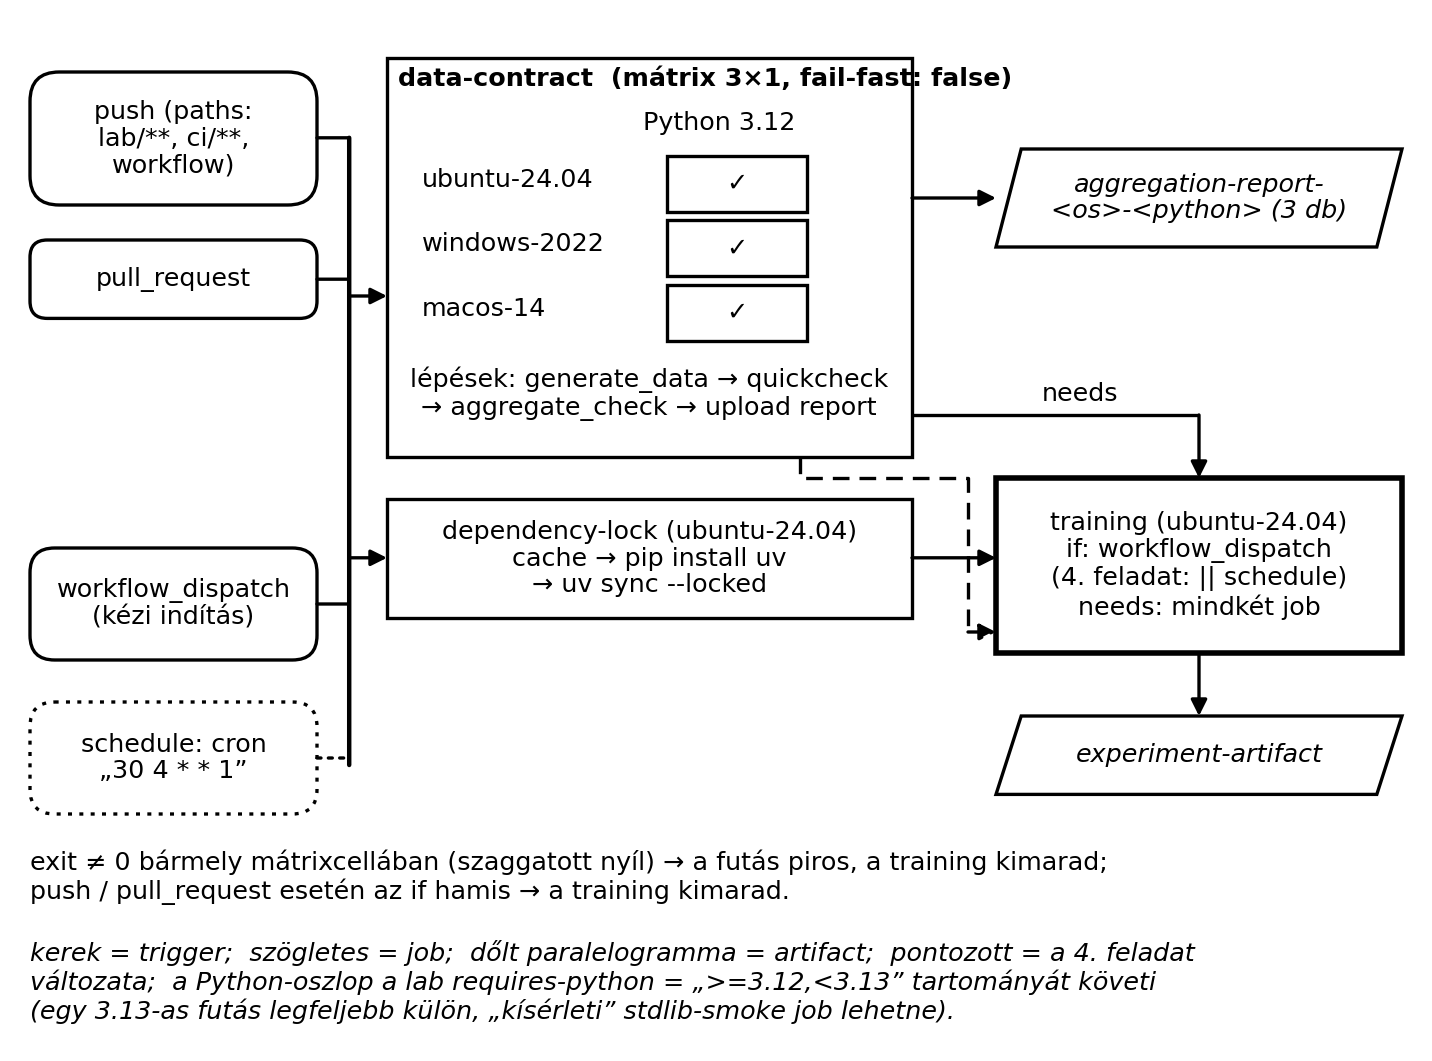 push (paths:
lab/**, ci/**,
workflow)
pull_request
workflow_dispatch
(kézi indítás)
schedule: cron
„30 4 * * 1”
data-contract  (mátrix 3×1, fail-fast: false)
Python 3.12
ubuntu-24.04 ✓
windows-2022 ✓
macos-14 ✓
lépések: generate_data → quickcheck
→ aggregate_check → upload report
dependency-lock (ubuntu-24.04)
cache → pip install uv
→ uv sync --locked
aggregation-report-
<os>-<python> (3 db)
needs
training (ubuntu-24.04)
if: workflow_dispatch
(4. feladat: || schedule)
needs: mindkét job
experiment-artifact
exit ≠ 0 bármely mátrixcellában (szaggatott nyíl) → a futás piros, a training kimarad;
push / pull_request esetén az if hamis → a training kimarad.
kerek = trigger;  szögletes = job;  dőlt paralelogramma = artifact;  pontozott = a 4. feladat
változata;  a Python-oszlop a lab requires-python = „>=3.12,<3.13” tartományát követi
(egy 3.13-as futás legfeljebb külön, „kísérleti” stdlib-smoke job lehetne).